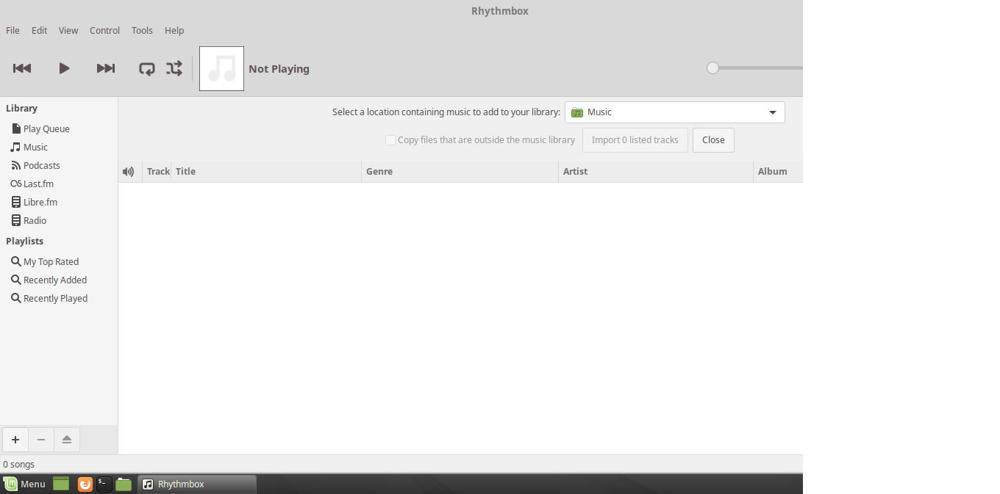 Rhythmbox
File Edit View Control Tools Help
Not Playing
Library
Play Queue
Music
Podcasts
Last.fm
Libre.fm
Radio
Playlists
My Top Rated
Recently Added
Recently Played
Select a location containing music to add to your library: Music
Copy files that are outside the music library Import 0 listed tracks Close
Track Title Genre Artist Album
0 songs
Menu $- Rhythmbox